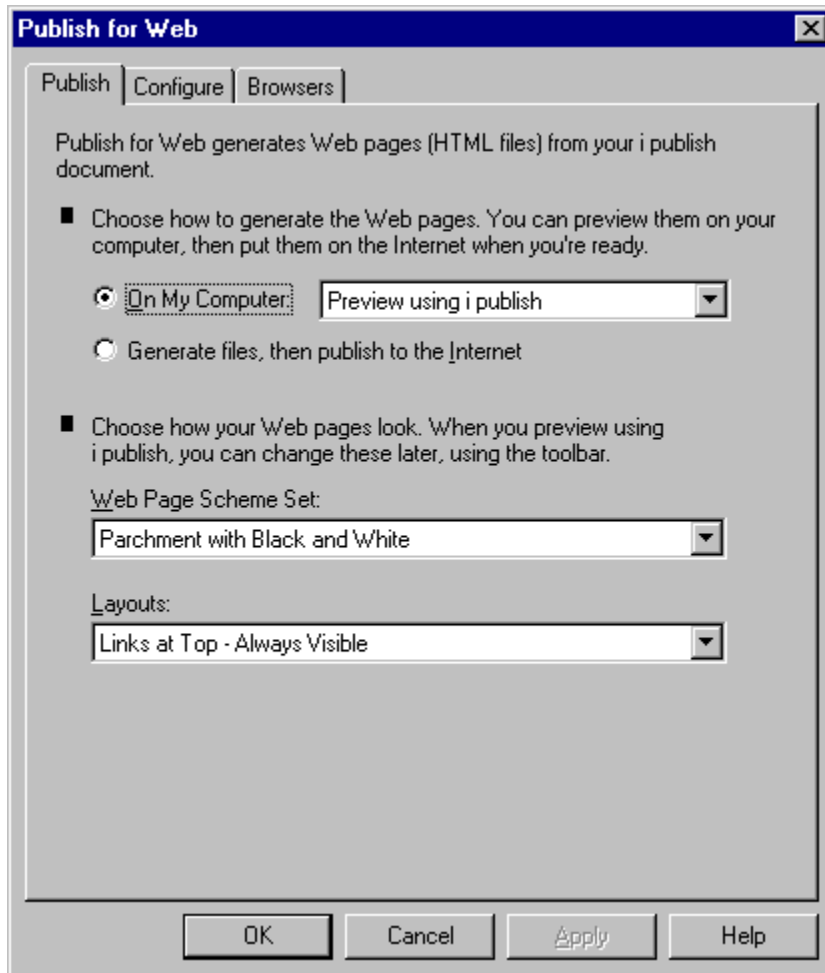 Publish for Web
Publish Configure Browsers
Publish for Web generates Web pages (HTML files) from your i publish
document.
Choose how to generate the Web pages. You can preview them on your
computer, then put them on the Internet when you're ready.
On My Computer: Preview using i publish
Generate files, then publish to the Internet
Choose how your Web pages look. When you preview using
i publish, you can change these later, using the toolbar.
Web Page Scheme Set:
Parchment with Black and White
Layouts:
Links at Top - Always Visible
OK Cancel Apply Help